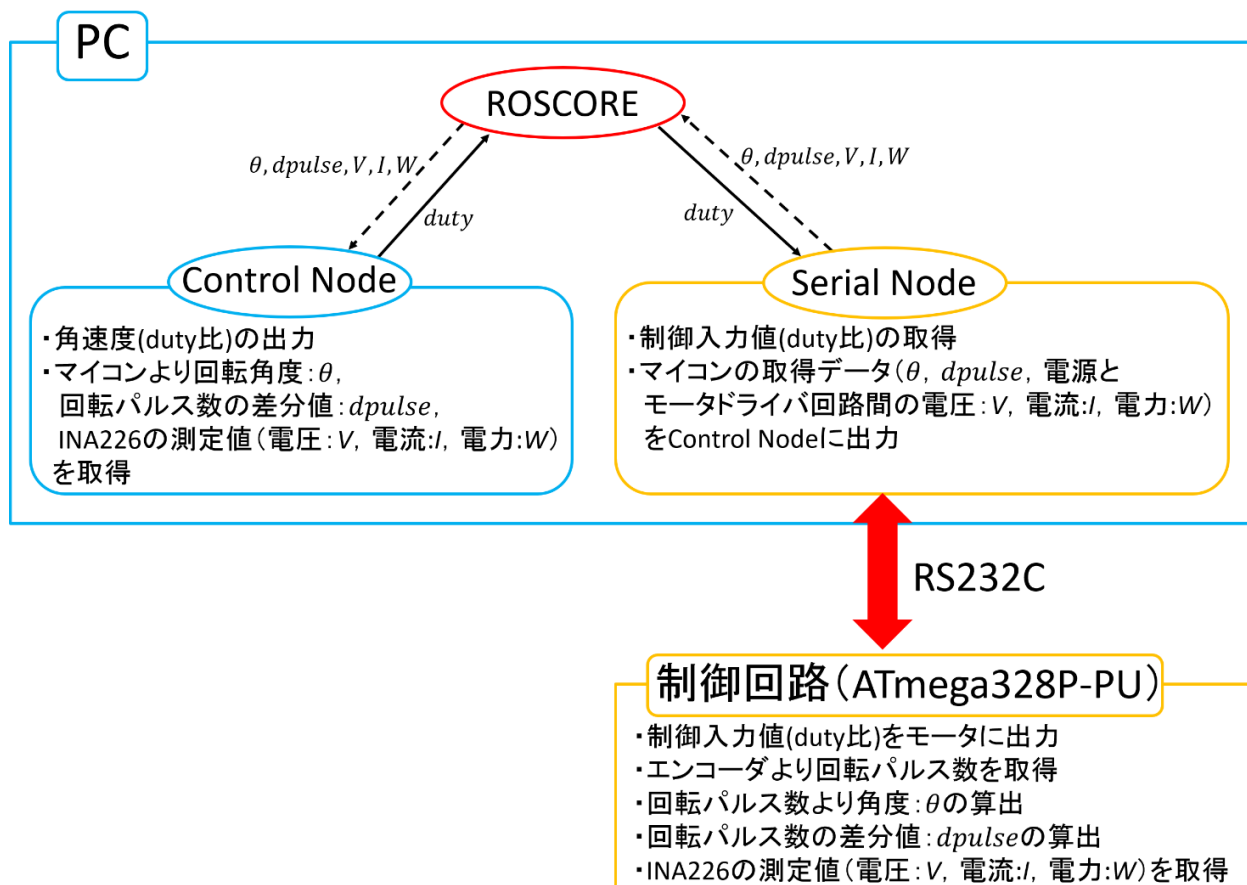 PC
ROSCORE
θ, dpulse, V, I, W
θ, dpulse, V, I, W
duty
duty
Control Node
・角速度(duty比)の出力
・マイコンより回転角度：θ,
回転パルス数の差分値：dpulse,
INA226の測定値（電圧：V, 電流:I, 電力:W）
を取得
Serial Node
・制御入力値(duty比)の取得
・マイコンの取得データ（θ, dpulse, 電源と
モータドライバ回路間の電圧：V, 電流:I, 電力:W）
をControl Nodeに出力
RS232C
制御回路（ATmega328P-PU）
・制御入力値(duty比)をモータに出力
・エンコーダより回転パルス数を取得
・回転パルス数より角度：θの算出
・回転パルス数の差分値：dpulseの算出
・INA226の測定値（電圧：V, 電流:I, 電力:W）を取得